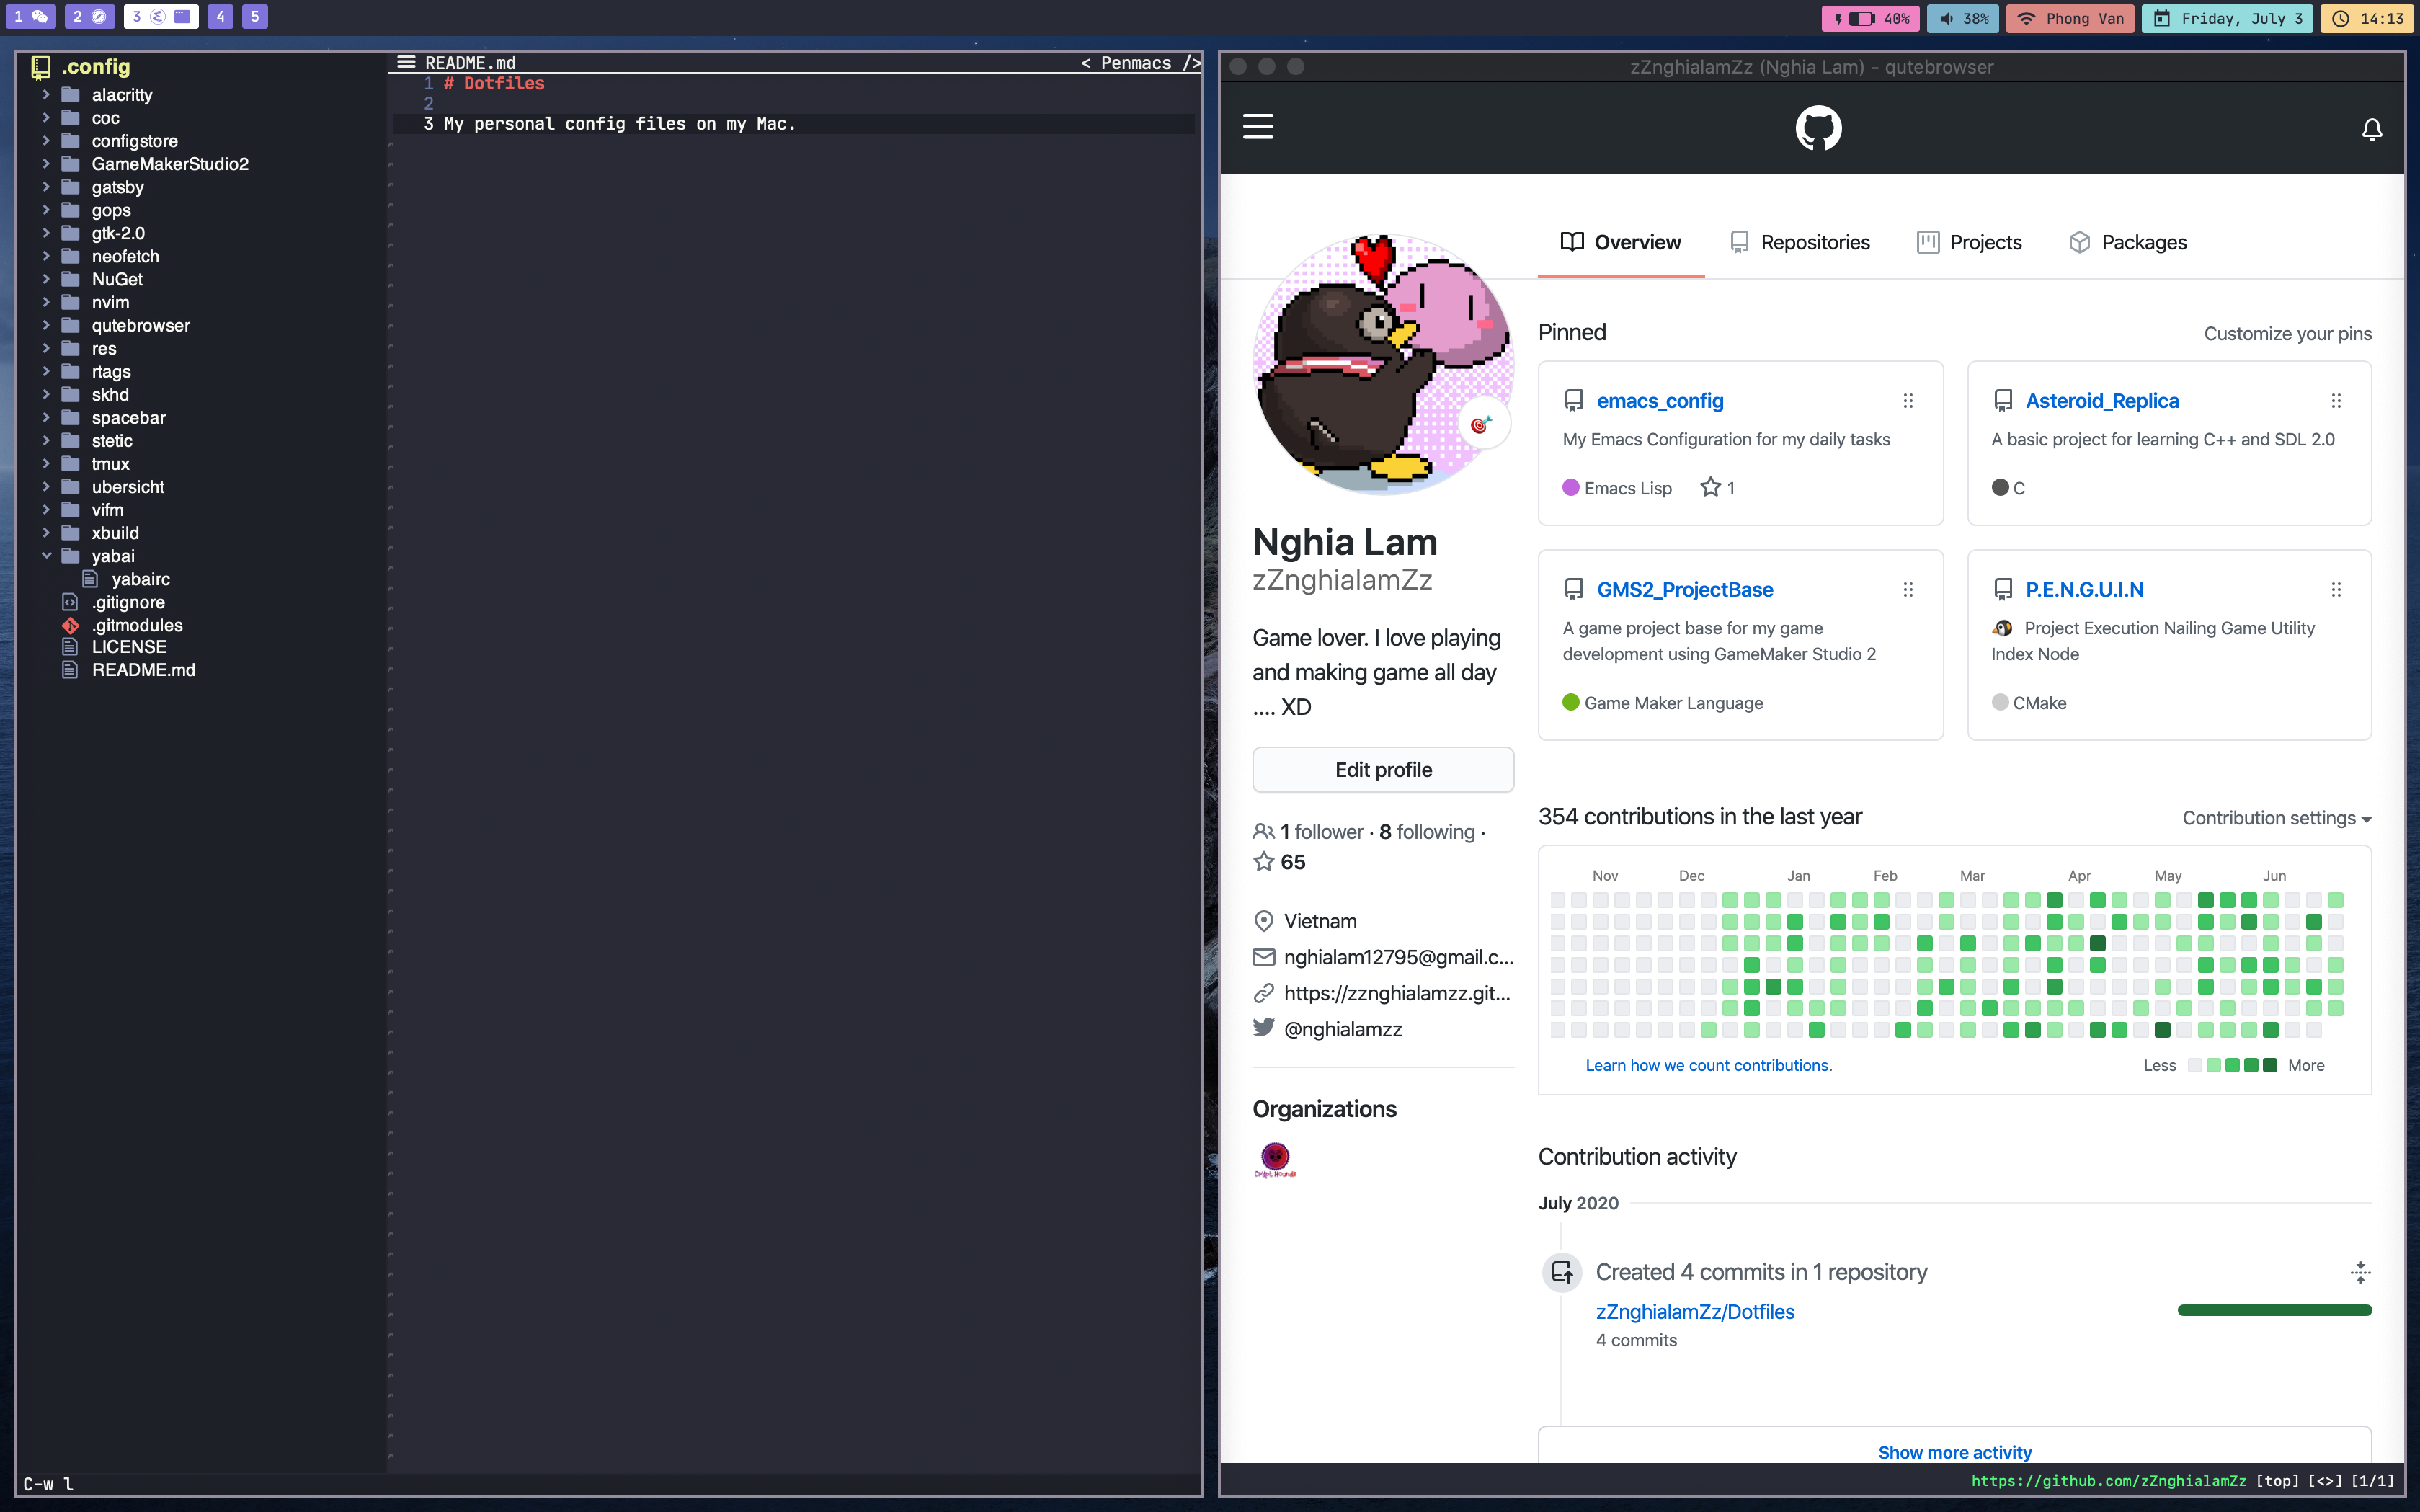 1
2
3
4
5
40%
38%
Phong Van
Friday, July 3
14:13
.config
alacritty
coc
configstore
GameMakerStudio2
gatsby
gops
gtk-2.0
neofetch
NuGet
nvim
qutebrowser
res
rtags
skhd
spacebar
stetic
tmux
ubersicht
vifm
xbuild
yabai
yabairc
.gitignore
.gitmodules
LICENSE
README.md
README.md
< Penmacs />
1 # Dotfiles
2
3 My personal config files on my Mac.
C-w l
zZnghialamZz (Nghia Lam) - qutebrowser
Overview
Repositories
Projects
Packages
Nghia Lam
zZnghialamZz
Game lover. I love playing
and making game all day
.... XD
Edit profile
1 follower · 8 following ·
65
Vietnam
nghialam12795@gmail.c...
https://zznghialamzz.git...
@nghialamzz
Organizations
Pinned
Customize your pins
emacs_config
My Emacs Configuration for my daily tasks
Emacs Lisp 1
Asteroid_Replica
A basic project for learning C++ and SDL 2.0
C
GMS2_ProjectBase
A game project base for my game
development using GameMaker Studio 2
Game Maker Language
P.E.N.G.U.I.N
Project Execution Nailing Game Utility
Index Node
CMake
354 contributions in the last year
Contribution settings
Nov Dec Jan Feb Mar Apr May Jun
Learn how we count contributions.
Less More
Contribution activity
July 2020
Created 4 commits in 1 repository
zZnghialamZz/Dotfiles
4 commits
Show more activity
https://github.com/zZnghialamZz [top] [<>] [1/1]